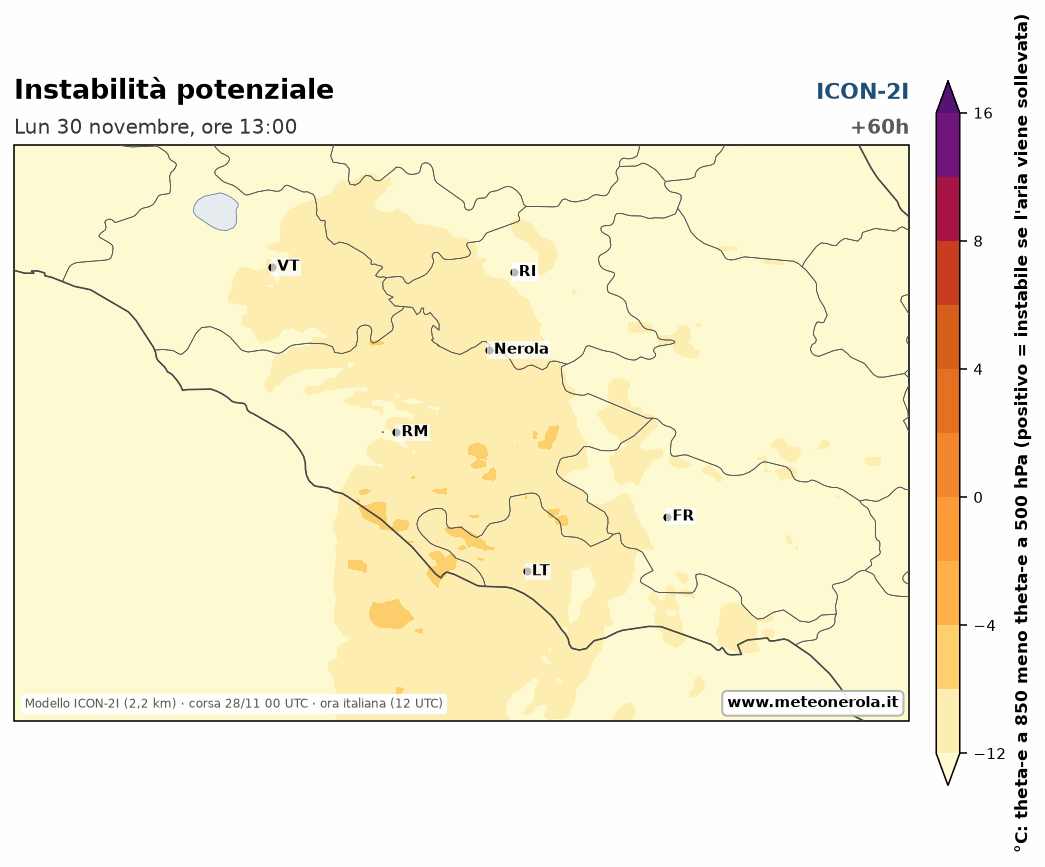 Instabilità potenziale
ICON-2I
Lun 30 novembre, ore 13:00
+60h
VT
RI
Nerola
RM
FR
LT
Modello ICON-2I (2,2 km) · corsa 28/11 00 UTC · ora italiana (12 UTC)
www.meteonerola.it
16
8
4
0
−4
−12
°C: theta-e a 850 meno theta-e a 500 hPa (positivo = instabile se l'aria viene sollevata)